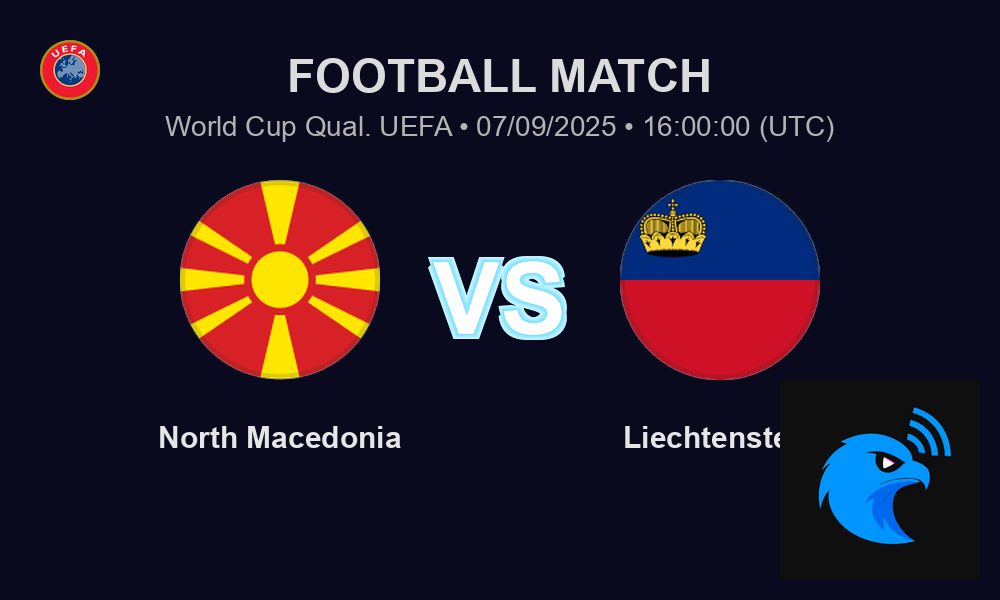 UEFA
FOOTBALL MATCH
World Cup Qual. UEFA • 07/09/2025 • 16:00:00 (UTC)
VS
North Macedonia
Liechtenste